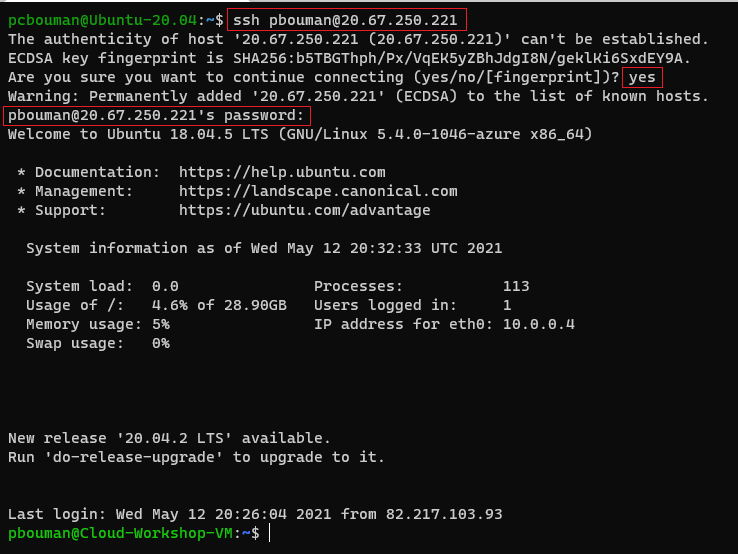 pcbouman@Ubuntu-20.04:~$ ssh pbouman@20.67.250.221
The authenticity of host '20.67.250.221 (20.67.250.221)' can't be established.
ECDSA key fingerprint is SHA256:b5TBGThph/Px/VqEK5yZBhJdgI8N/geklKi6SxdEY9A.
Are you sure you want to continue connecting (yes/no/[fingerprint])? yes
Warning: Permanently added '20.67.250.221' (ECDSA) to the list of known hosts.
pbouman@20.67.250.221's password:
Welcome to Ubuntu 18.04.5 LTS (GNU/Linux 5.4.0-1046-azure x86_64)
* Documentation:  https://help.ubuntu.com
* Management:     https://landscape.canonical.com
* Support:        https://ubuntu.com/advantage
System information as of Wed May 12 20:32:33 UTC 2021
System load:  0.0               Processes:           113
Usage of /:   4.6% of 28.90GB   Users logged in:     1
Memory usage: 5%                IP address for eth0: 10.0.0.4
Swap usage:   0%
New release '20.04.2 LTS' available.
Run 'do-release-upgrade' to upgrade to it.
Last login: Wed May 12 20:26:04 2021 from 82.217.103.93
pbouman@Cloud-Workshop-VM:~$